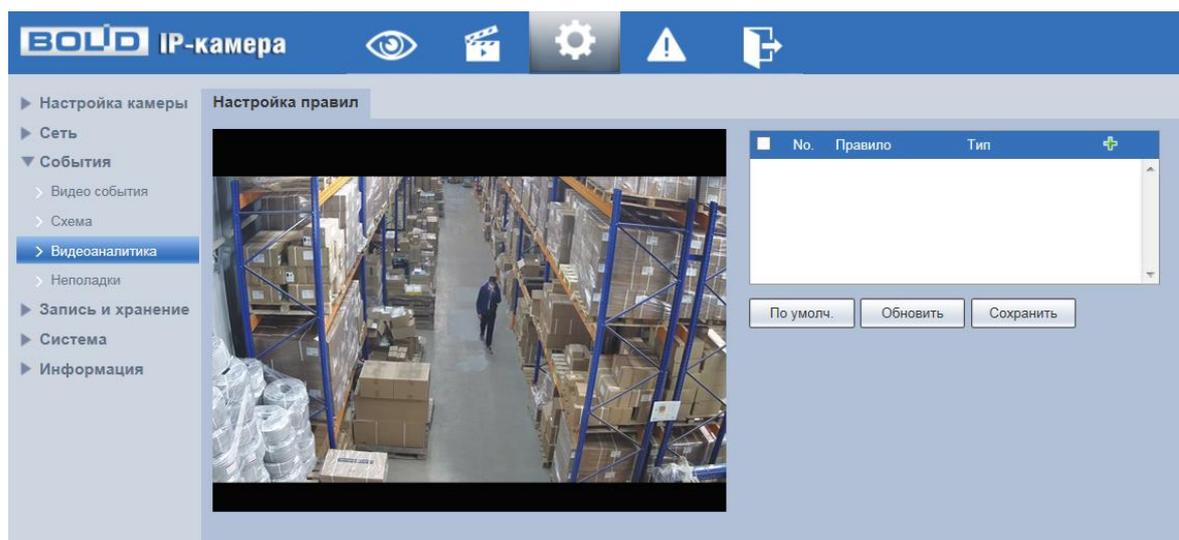 BOLID IP-камера
Настройка камеры
Сеть
События
Видео события
Схема
Видеоаналитика
Неполадки
Запись и хранение
Система
Информация
Настройка правил
No. Правило Тип
По умолч. Обновить Сохранить